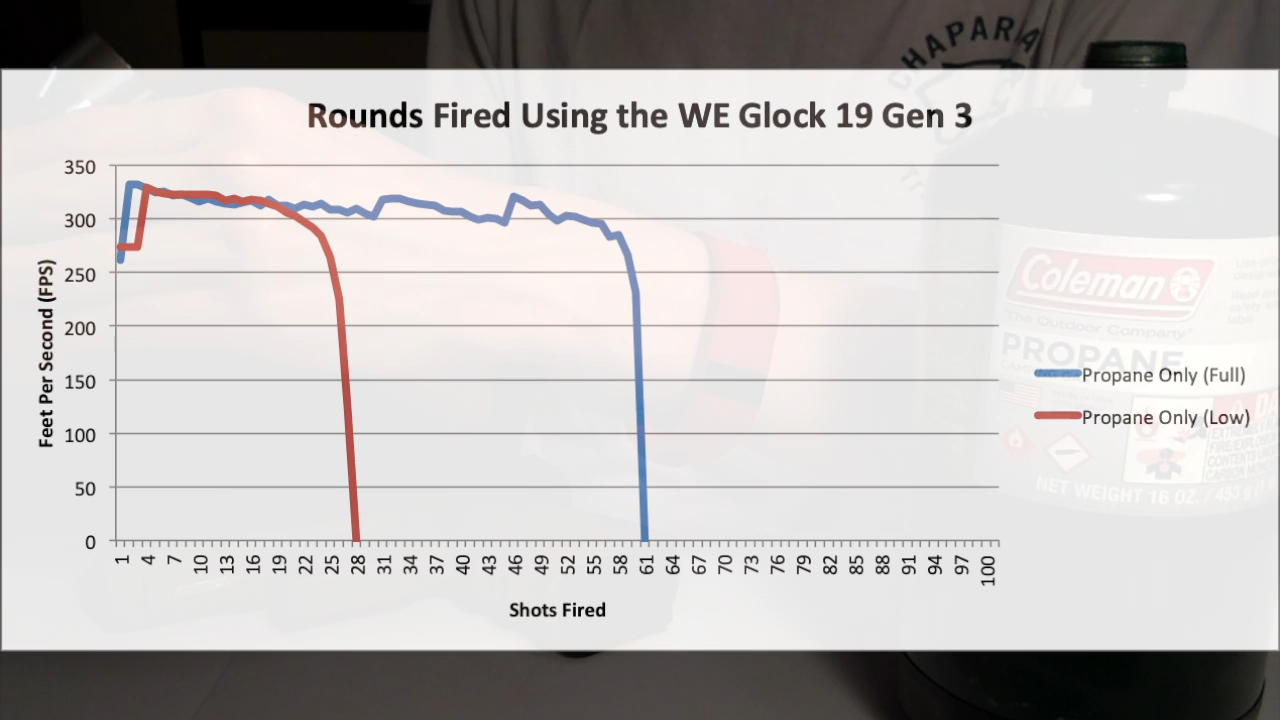 CHAPARA
Rounds Fired Using the WE Glock 19 Gen 3
350
300
250
200
150
100
50
0
Feet Per Second (FPS)
1 4 7 10 13 16 19 22 25 28 31 34 37 40 43 46 49 52 55 58 61 64 67 70 73 76 79 82 85 88 91 94 97 100
Shots Fired
Propane Only (Full)
Propane Only (Low)
Coleman
The Outdoor Company
PROPANE
NET WEIGHT 16 OZ. / 453 g